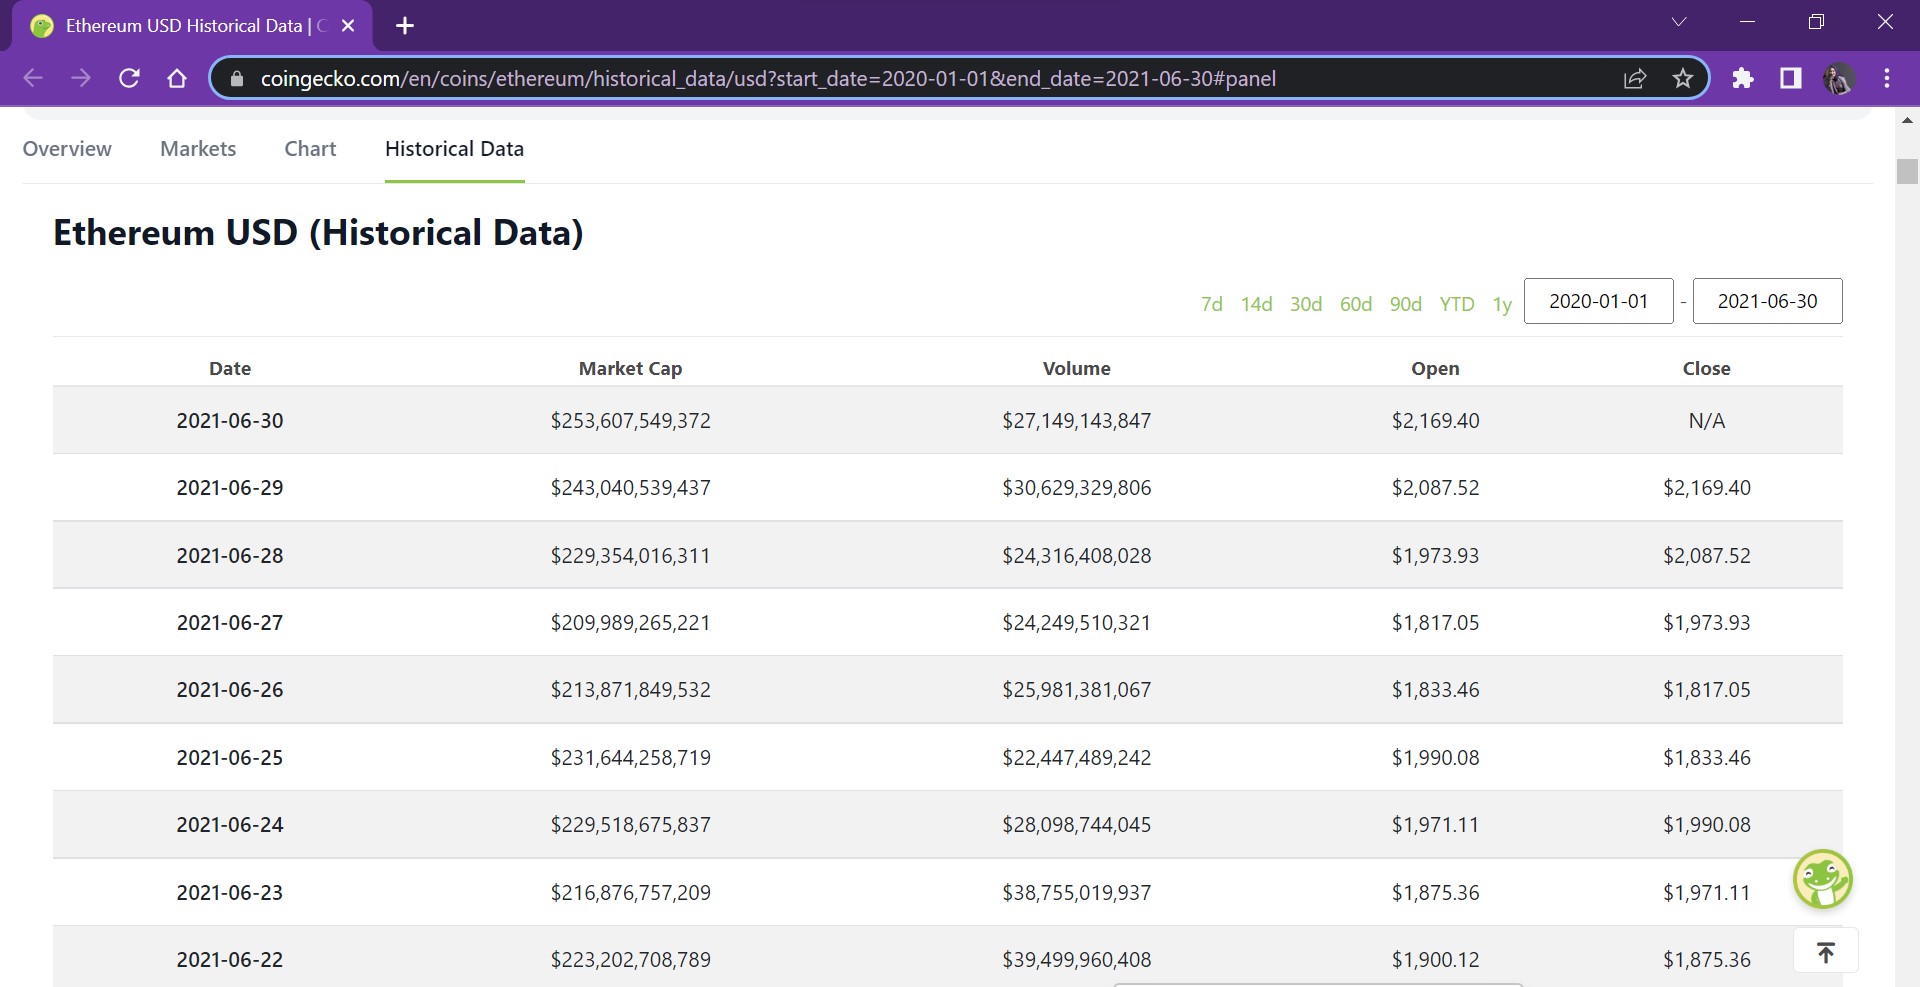 Ethereum USD Historical Data |
coingecko.com/en/coins/ethereum/historical_data/usd?start_date=2020-01-01&end_date=2021-06-30#panel
Overview Markets Chart Historical Data
Ethereum USD (Historical Data)
7d 14d 30d 60d 90d YTD 1y 2020-01-01 - 2021-06-30
Date Market Cap Volume Open Close
2021-06-30 $253,607,549,372 $27,149,143,847 $2,169.40 N/A
2021-06-29 $243,040,539,437 $30,629,329,806 $2,087.52 $2,169.40
2021-06-28 $229,354,016,311 $24,316,408,028 $1,973.93 $2,087.52
2021-06-27 $209,989,265,221 $24,249,510,321 $1,817.05 $1,973.93
2021-06-26 $213,871,849,532 $25,981,381,067 $1,833.46 $1,817.05
2021-06-25 $231,644,258,719 $22,447,489,242 $1,990.08 $1,833.46
2021-06-24 $229,518,675,837 $28,098,744,045 $1,971.11 $1,990.08
2021-06-23 $216,876,757,209 $38,755,019,937 $1,875.36 $1,971.11
2021-06-22 $223,202,708,789 $39,499,960,408 $1,900.12 $1,875.36